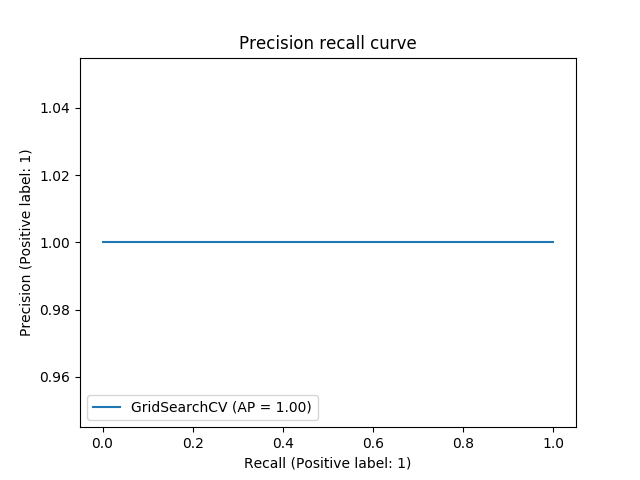 Precision recall curve
Precision (Positive label: 1)
1.04
1.02
1.00
0.98
0.96
GridSearchCV (AP = 1.00)
0.0 0.2 0.4 0.6 0.8 1.0
Recall (Positive label: 1)